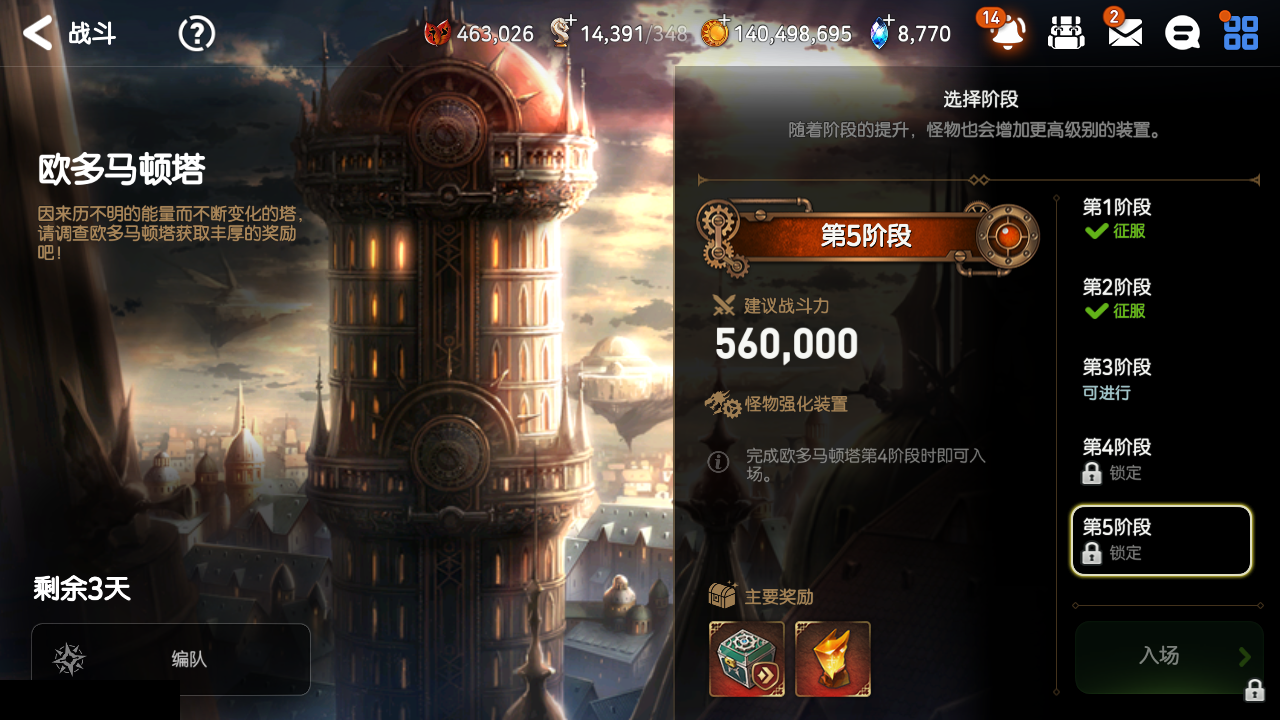 战斗
?
463,026
14,391/348
140,498,695
8,770
14
2
欧多马顿塔
因来历不明的能量而不断变化的塔,
请调查欧多马顿塔获取丰厚的奖励
吧!
剩余3天
编队
选择阶段
随着阶段的提升，怪物也会增加更高级别的装置。
第5阶段
建议战斗力
560,000
怪物强化装置
完成欧多马顿塔第4阶段时即可入
场。
主要奖励
第1阶段
征服
第2阶段
征服
第3阶段
可进行
第4阶段
锁定
第5阶段
锁定
入场